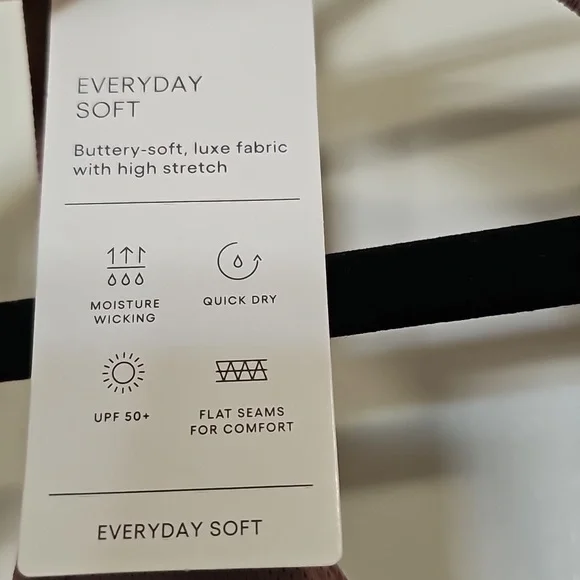 EVERYDAY
SOFT
Buttery-soft, luxe fabric
with high stretch
MOISTURE
WICKING
QUICK DRY
UPF 50+
FLAT SEAMS
FOR COMFORT
EVERYDAY SOFT